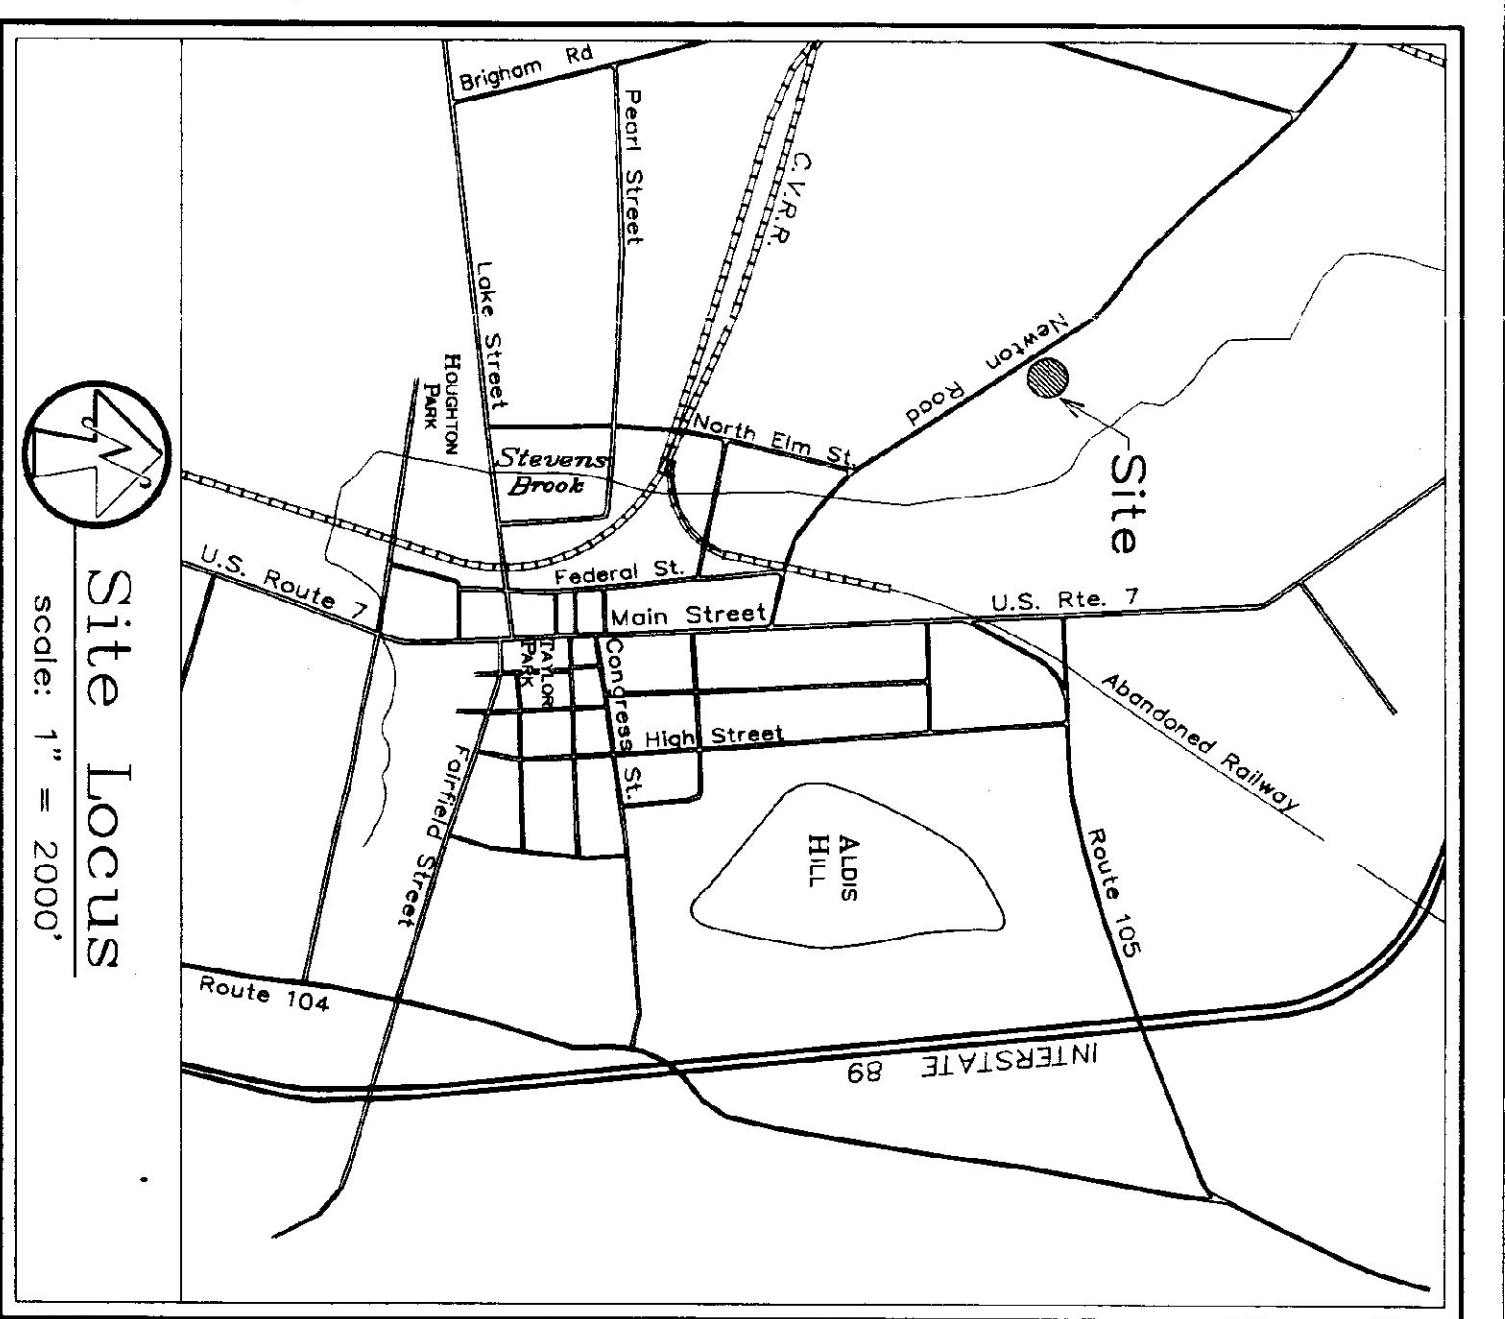 Brigham Rd
Pearl Street
C.V.R.R.
Lake Street
HOUGHTON
PARK
Newton Road
North Elm St.
Stevens
Brook
Site
U.S. Route 7
Federal St.
Main Street
U.S. Rte. 7
TAYLOR
PARK
Congress St.
High Street
Abandoned Railway
Fairfield Street
ALDIS
HILL
Route 105
Route 104
INTERSTATE 89
N
Site Locus
scale: 1" = 2000'